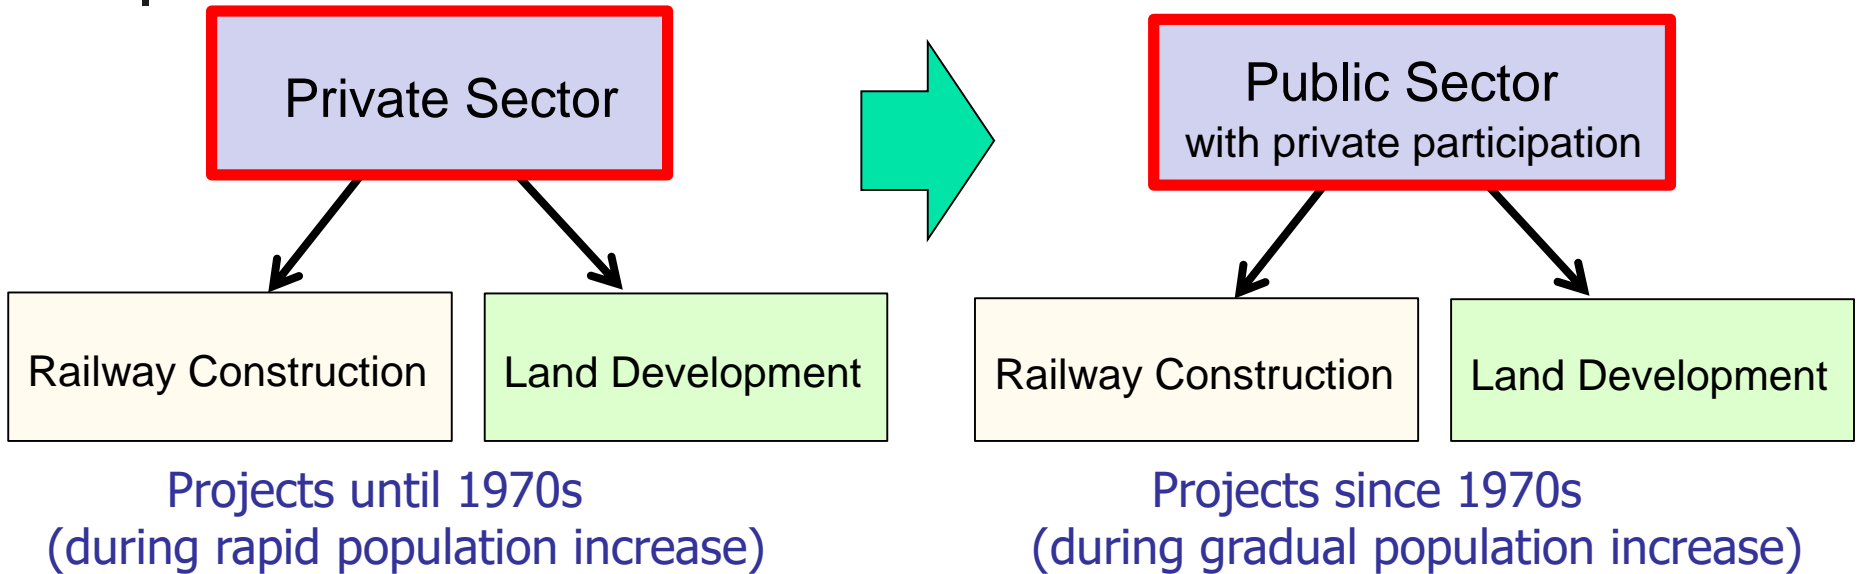 Private Sector
Public Sector
with private participation
Railway Construction
Land Development
Railway Construction
Land Development
Projects until 1970s
(during rapid population increase)
Projects since 1970s
(during gradual population increase)